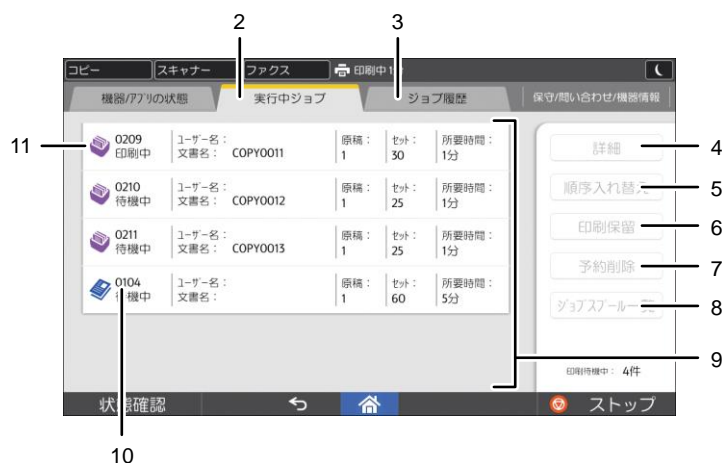 2 3
コピー スキャナー ファクス 印刷中
機器/アプリの状態 実行中ジョブ ジョブ履歴 保守/問い合わせ/機器情報
11 0209 ユーザー名： 原稿： セット： 所要時間： 詳細 4
印刷中 文書名： COPY0011 1 30 1分
0210 ユーザー名： 原稿： セット： 所要時間： 順序入れ替え 5
待機中 文書名： COPY0012 1 25 1分
印刷保留 6
0211 ユーザー名： 原稿： セット： 所要時間：
待機中 文書名： COPY0013 1 25 1分
予約削除 7
0104 ユーザー名： 原稿： セット： 所要時間：
待機中 文書名： 1 60 5分
ジョブスプール一覧 8
9
印刷待機中： 4件
状態確認 ストップ
10